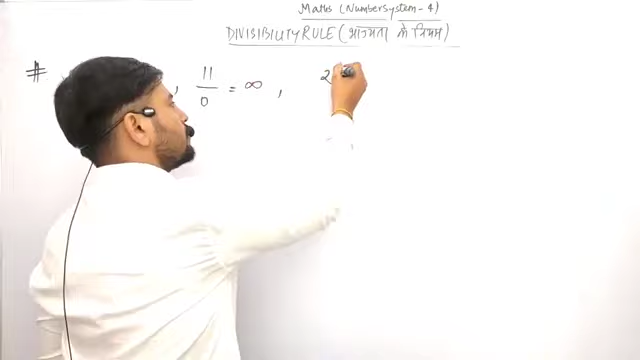 Maths (Number system - 4)
DIVISIBILITY RULE ( भाज्यता के नियम )
# , 11/0 = ∞ , 2